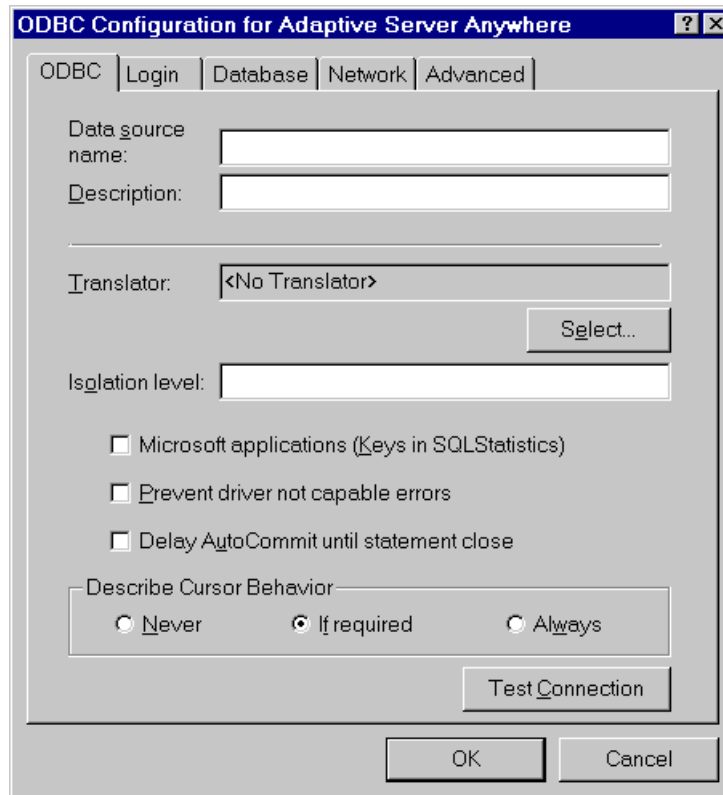 ODBC Configuration for Adaptive Server Anywhere ? ×
ODBC Login Database Network Advanced
Data source
name:
Description:
Translator: <No Translator>
Select...
Isolation level:
Microsoft applications (Keys in SQLStatistics)
Prevent driver not capable errors
Delay AutoCommit until statement close
Describe Cursor Behavior
Never If required Always
Test Connection
OK Cancel